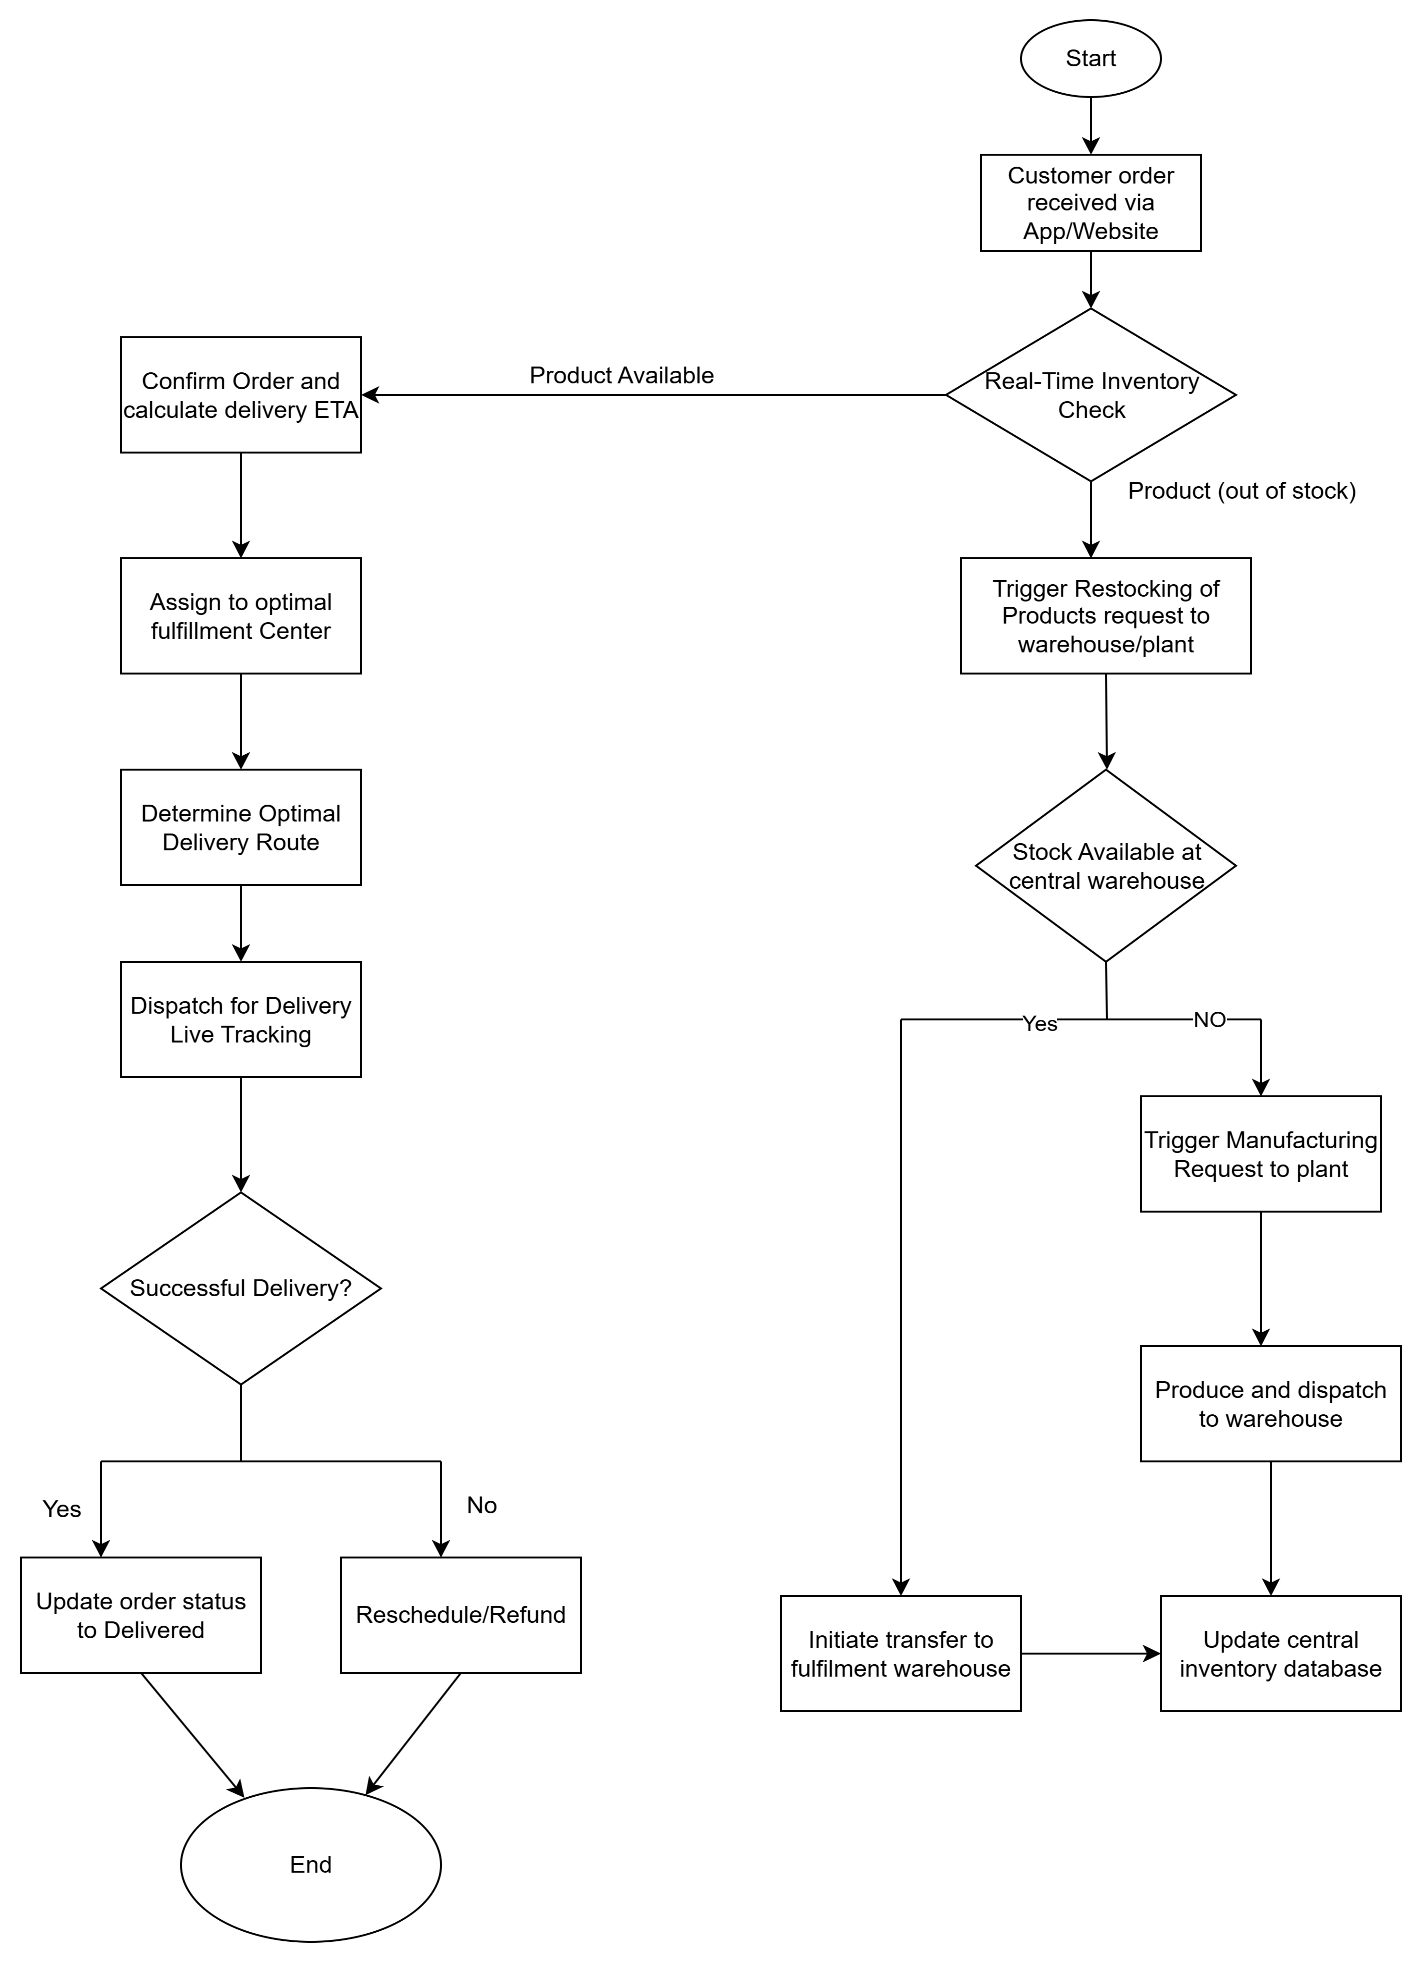 Start
Customer order
received via
App/Website
Real-Time Inventory
Check
Product Available
Confirm Order and
calculate delivery ETA
Product (out of stock)
Assign to optimal
fulfillment Center
Trigger Restocking of
Products request to
warehouse/plant
Determine Optimal
Delivery Route
Stock Available at
central warehouse
Dispatch for Delivery
Live Tracking
Yes
NO
Trigger Manufacturing
Request to plant
Successful Delivery?
Produce and dispatch
to warehouse
Yes
No
Update order status
to Delivered
Reschedule/Refund
Initiate transfer to
fulfilment warehouse
Update central
inventory database
End